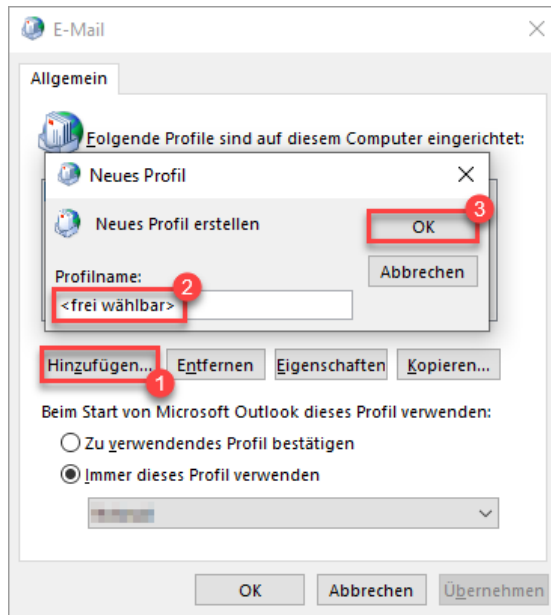 E-Mail
Allgemein
Folgende Profile sind auf diesem Computer eingerichtet:
Neues Profil
Neues Profil erstellen
OK
3
Abbrechen
Profilname:
2
<frei wählbar>
Hinzufügen...
1
Entfernen
Eigenschaften
Kopieren...
Beim Start von Microsoft Outlook dieses Profil verwenden:
Zu verwendendes Profil bestätigen
Immer dieses Profil verwenden
OK
Abbrechen
Übernehmen